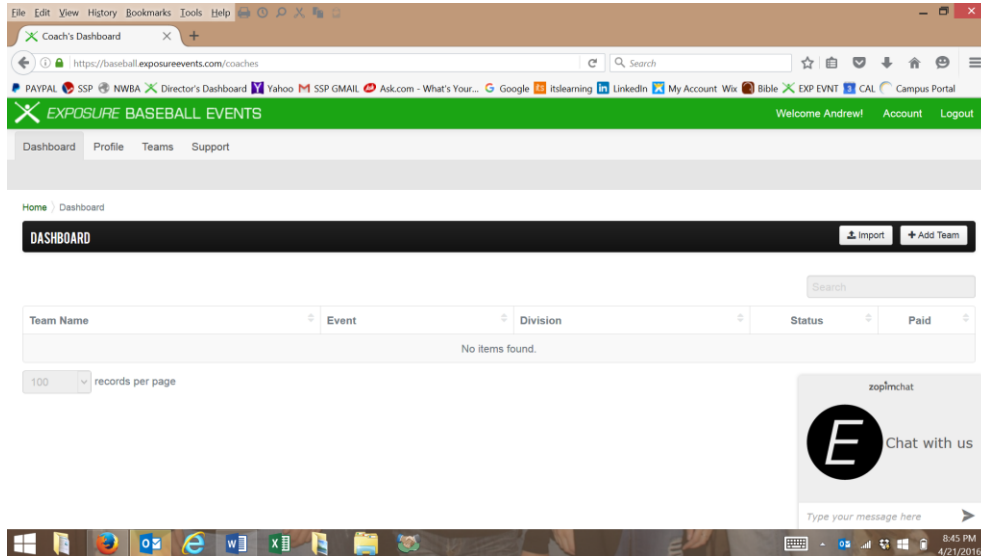 File Edit View History Bookmarks Tools Help
Coach's Dashboard
https://baseball.exposureevents.com/coaches
Search
PAYPAL SSP NWBA Director's Dashboard Yahoo SSP GMAIL Ask.com - What's Your... Google itslearning LinkedIn My Account Wix Bible EXP EVNT CAL Campus Portal
EXPOSURE BASEBALL EVENTS Welcome Andrew! Account Logout
Dashboard Profile Teams Support
Home Dashboard
DASHBOARD Import + Add Team
Search
Team Name Event Division Status Paid
No items found.
100 records per page
zopim chat
E Chat with us
Type your message here
8:45 PM
4/21/2016